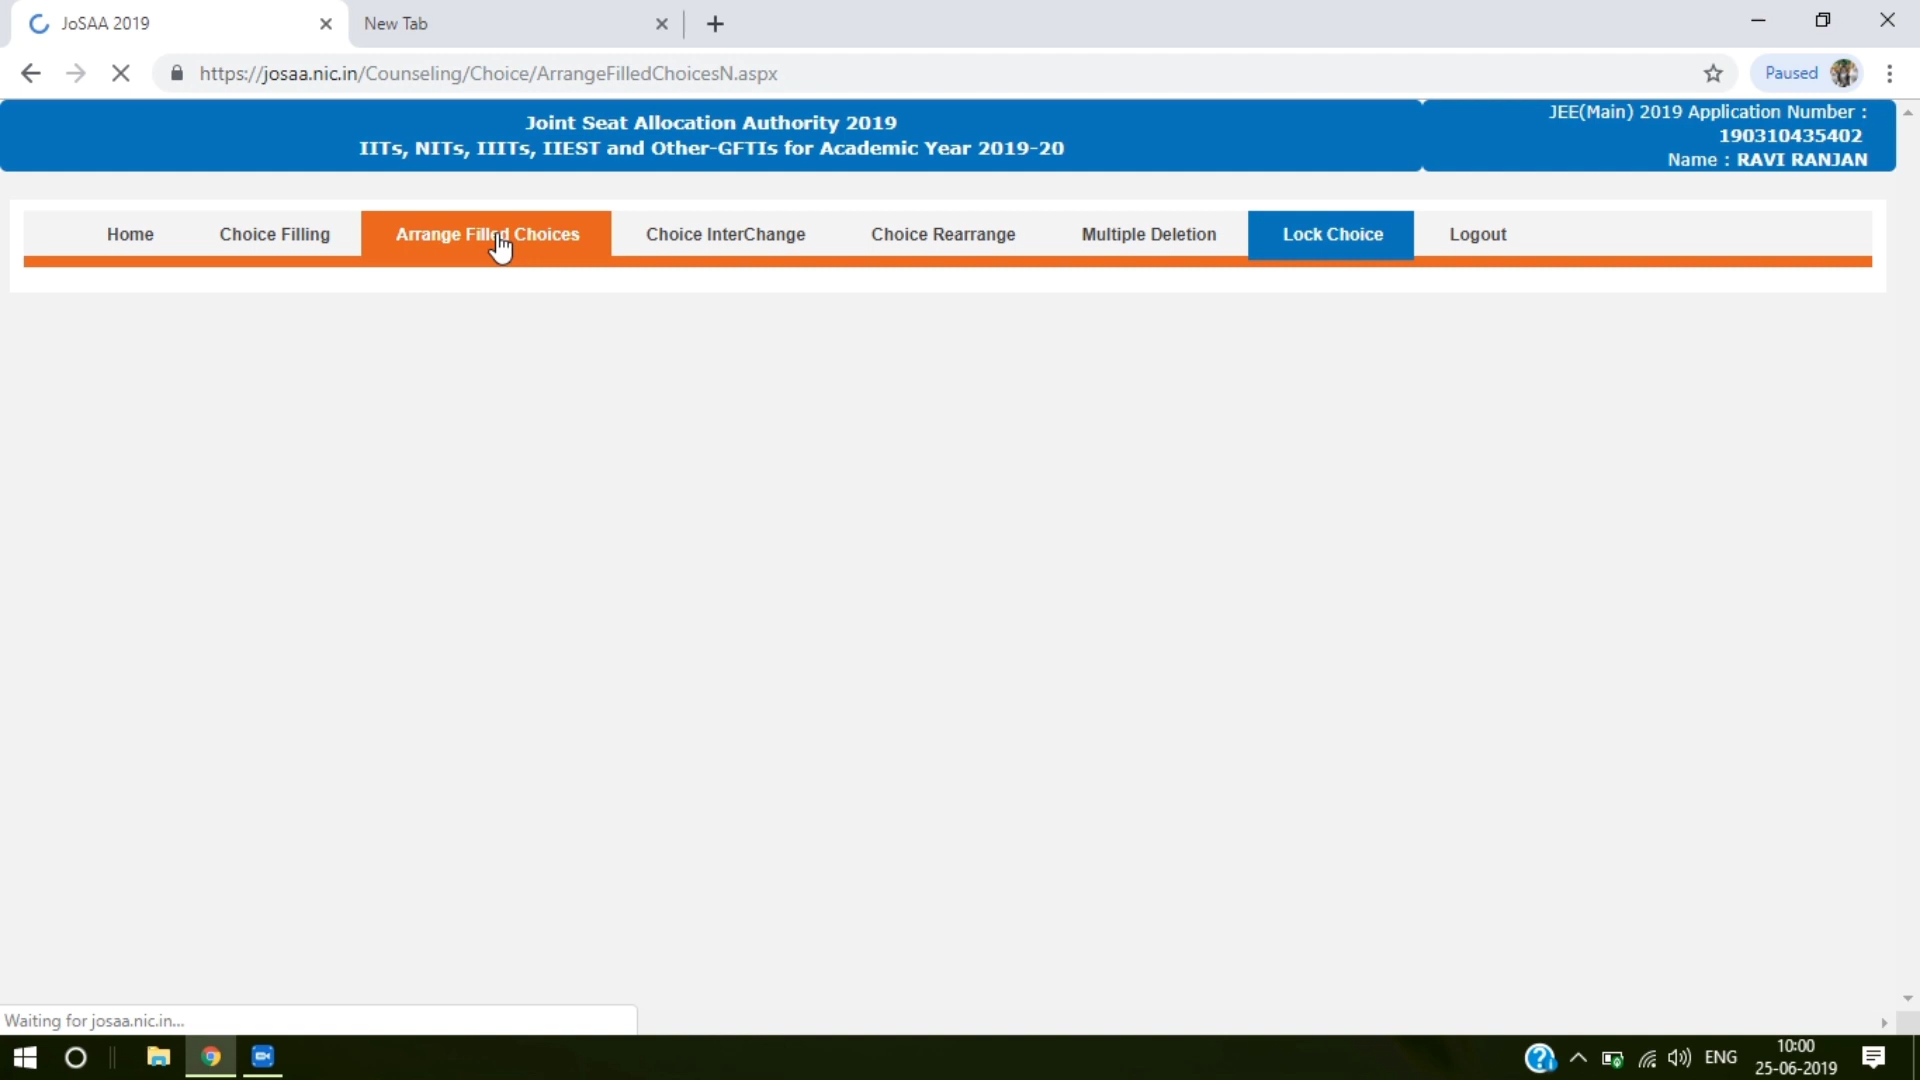 JoSAA 2019
New Tab
https://josaa.nic.in/Counseling/Choice/ArrangeFilledChoicesN.aspx
Paused
Joint Seat Allocation Authority 2019
IITs, NITs, IIITs, IIEST and Other-GFTIs for Academic Year 2019-20
JEE(Main) 2019 Application Number :
190310435402
Name : RAVI RANJAN
Home
Choice Filling
Arrange Filled Choices
Choice InterChange
Choice Rearrange
Multiple Deletion
Lock Choice
Logout
Waiting for josaa.nic.in...
ENG
10:00
25-06-2019